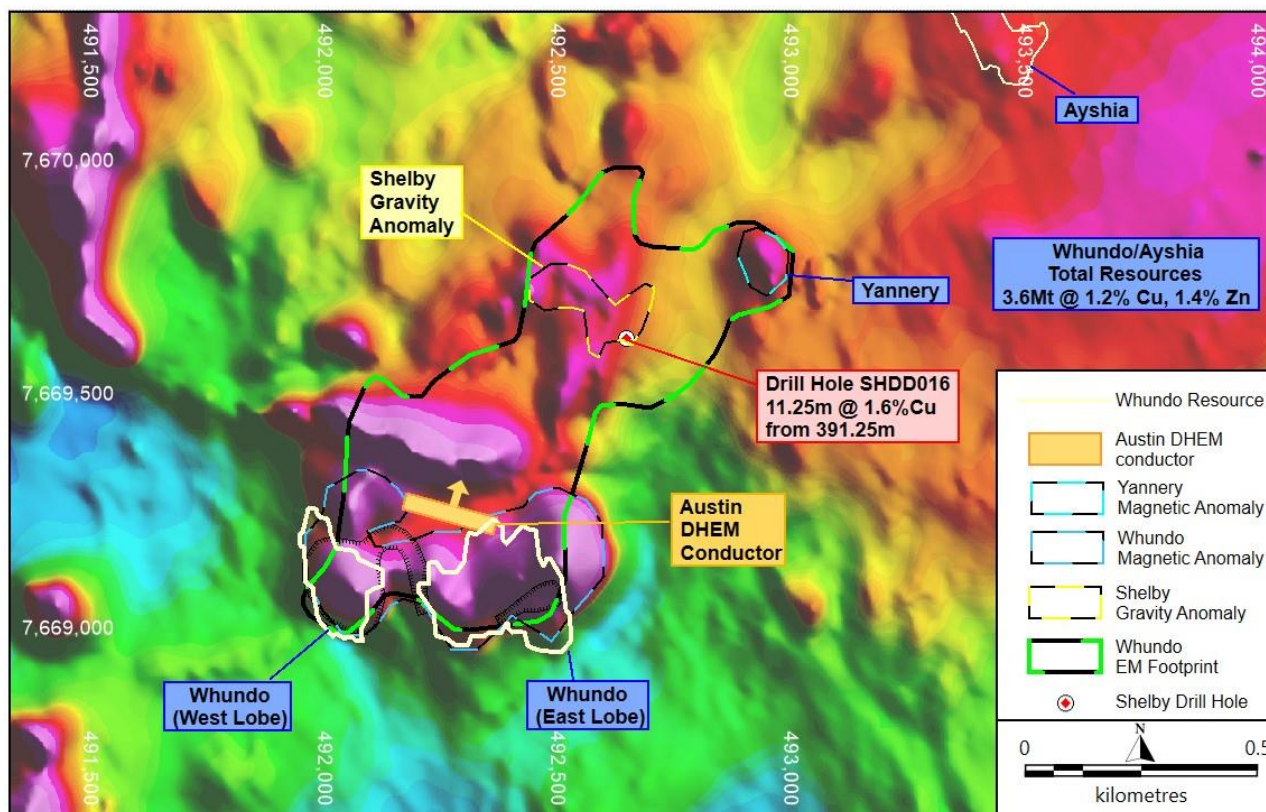 491,500
492,000
492,500
493,000
493,500
494,000
Ayshia
7,670,000
Shelby
Gravity
Anomaly
Yannery
Whundo/Ayshia
Total Resources
3.6Mt @ 1.2% Cu, 1.4% Zn
7,669,500
Drill Hole SHDD016
11.25m @ 1.6%Cu
from 391.25m
Austin
DHEM
Conductor
7,669,000
Whundo
(West Lobe)
Whundo
(East Lobe)
491,500
492,000
492,500
493,000
Whundo Resource
Austin DHEM
conductor
Yannery
Magnetic Anomaly
Whundo
Magnetic Anomaly
Shelby
Gravity Anomaly
Whundo
EM Footprint
Shelby Drill Hole
N
0 0.5
kilometres